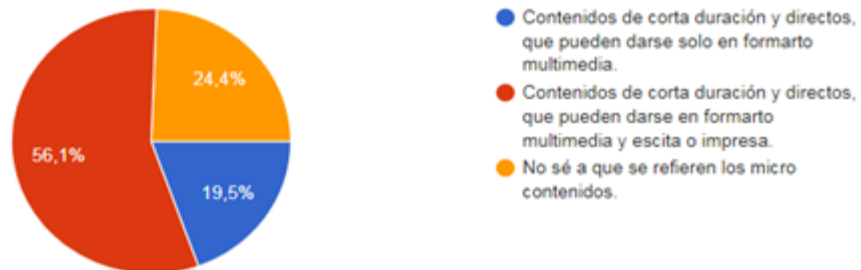 24,4%
56,1%
19,5%
Contenidos de corta duración y directos,
que pueden darse solo en formarto
multimedia.
Contenidos de corta duración y directos,
que pueden darse en formarto
multimedia y escita o impresa.
No sé a que se refieren los micro
contenidos.